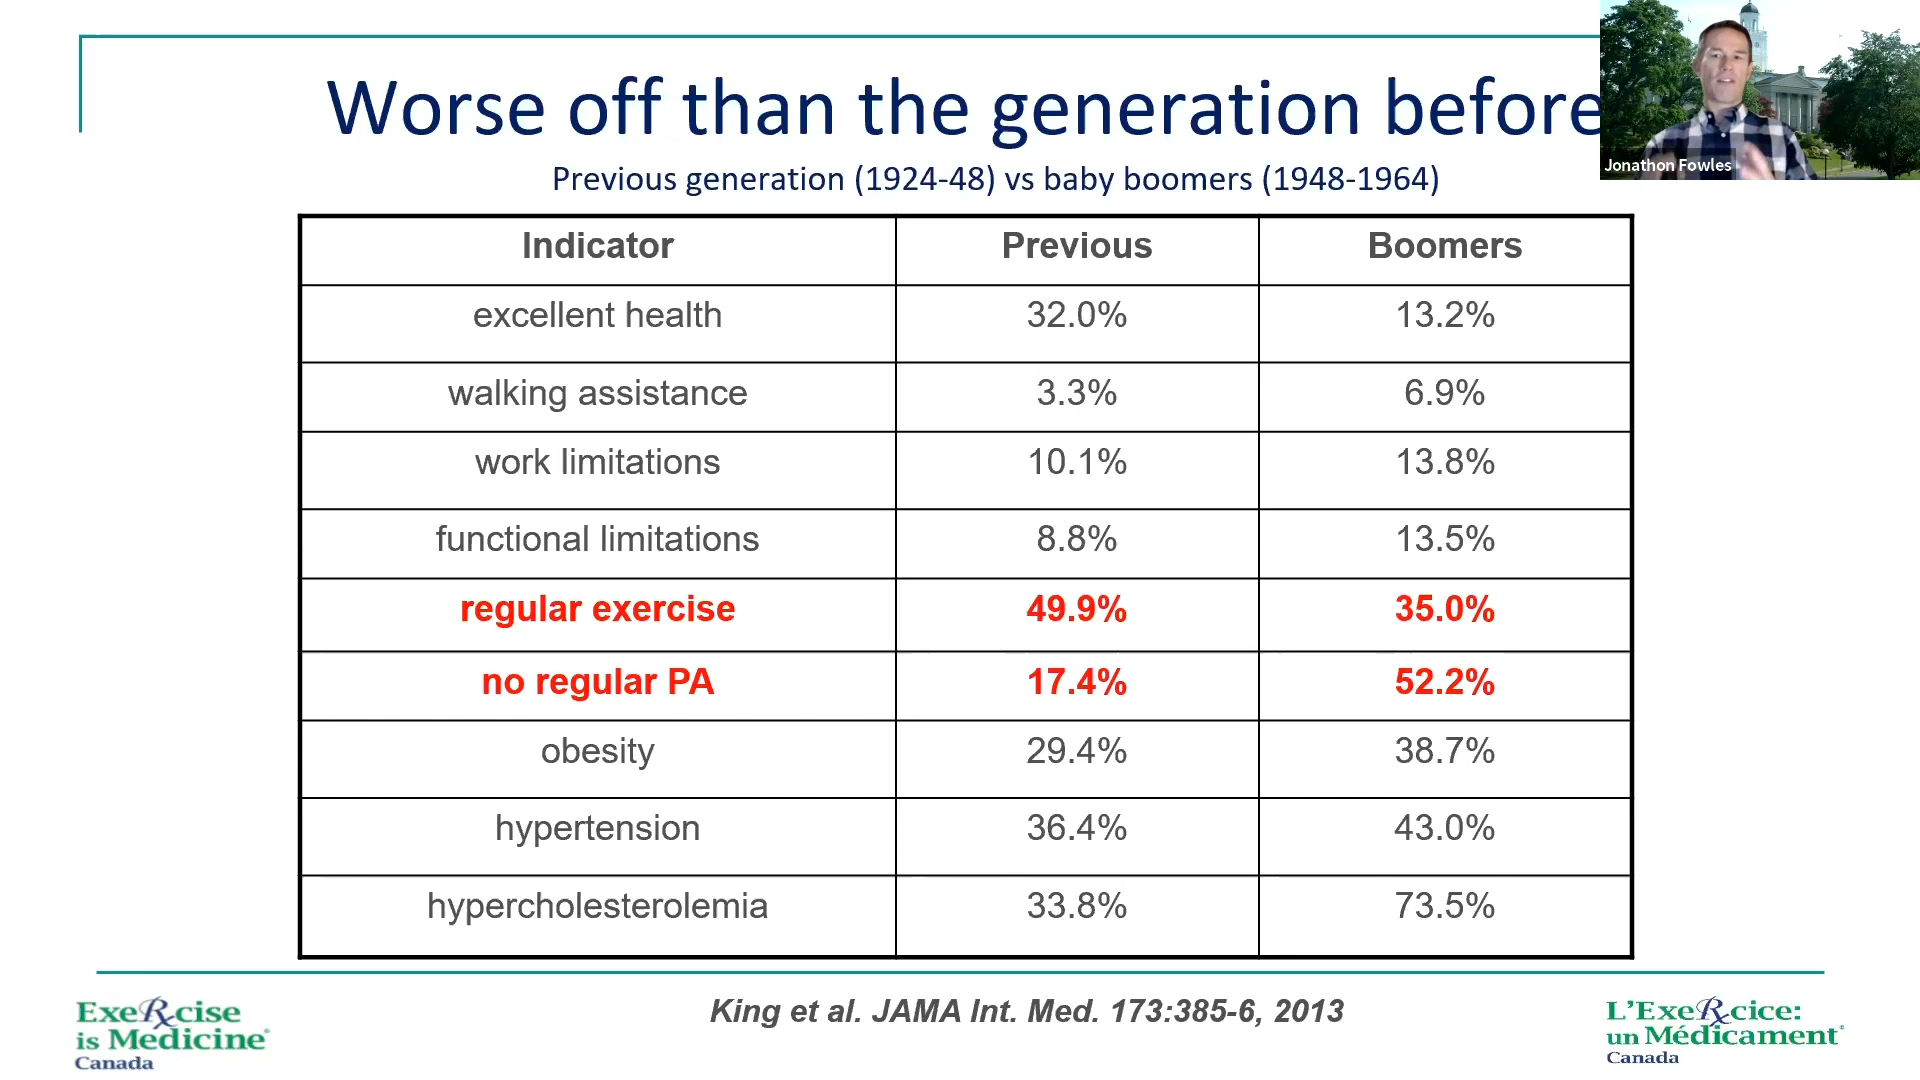 Worse off than the generation before
Previous generation (1924-48) vs baby boomers (1948-1964)
Jonathon Fowles
Indicator Previous Boomers
excellent health 32.0% 13.2%
walking assistance 3.3% 6.9%
work limitations 10.1% 13.8%
functional limitations 8.8% 13.5%
regular exercise 49.9% 35.0%
no regular PA 17.4% 52.2%
obesity 29.4% 38.7%
hypertension 36.4% 43.0%
hypercholesterolemia 33.8% 73.5%
King et al. JAMA Int. Med. 173:385-6, 2013
ExeRxcise
is Medicine®
Canada
L'ExeRxcice:
un Médicament®
Canada